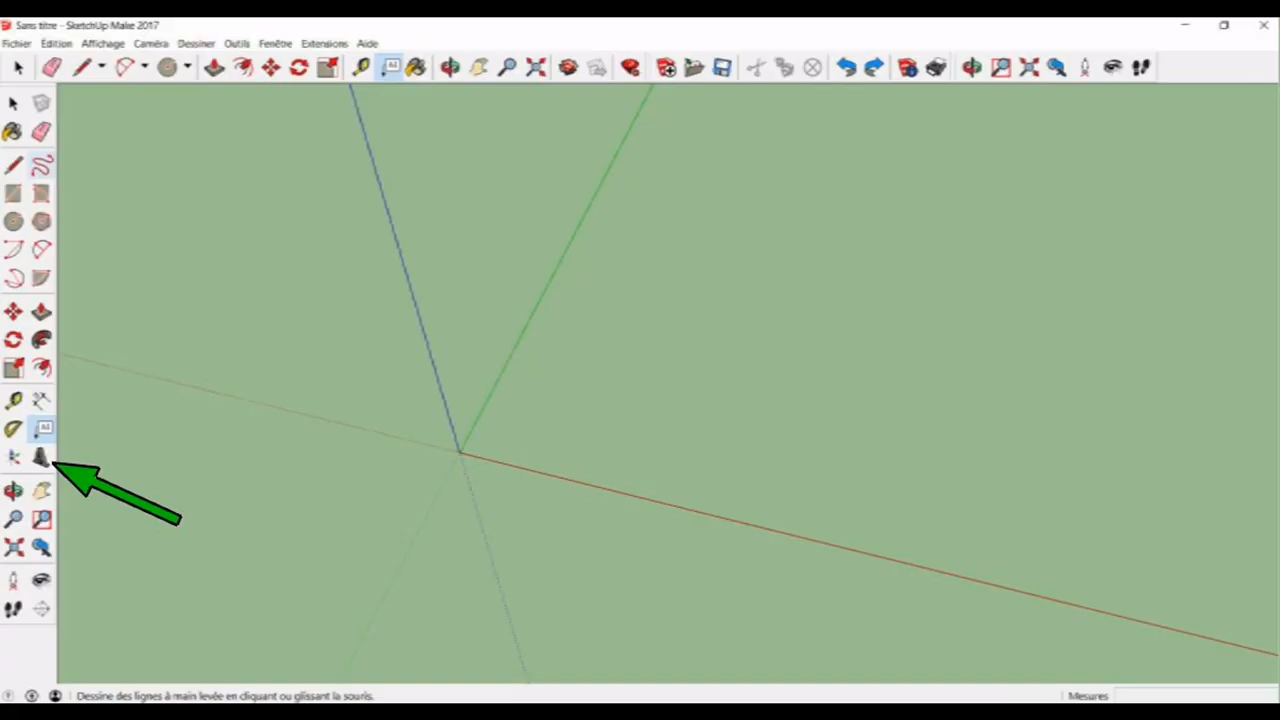 Sans titre - SketchUp Make 2017
Fichier Édition Affichage Caméra Dessiner Outils Fenêtre Extensions Aide
Dessine des lignes à main levée en cliquant ou glissant la souris. Mesures